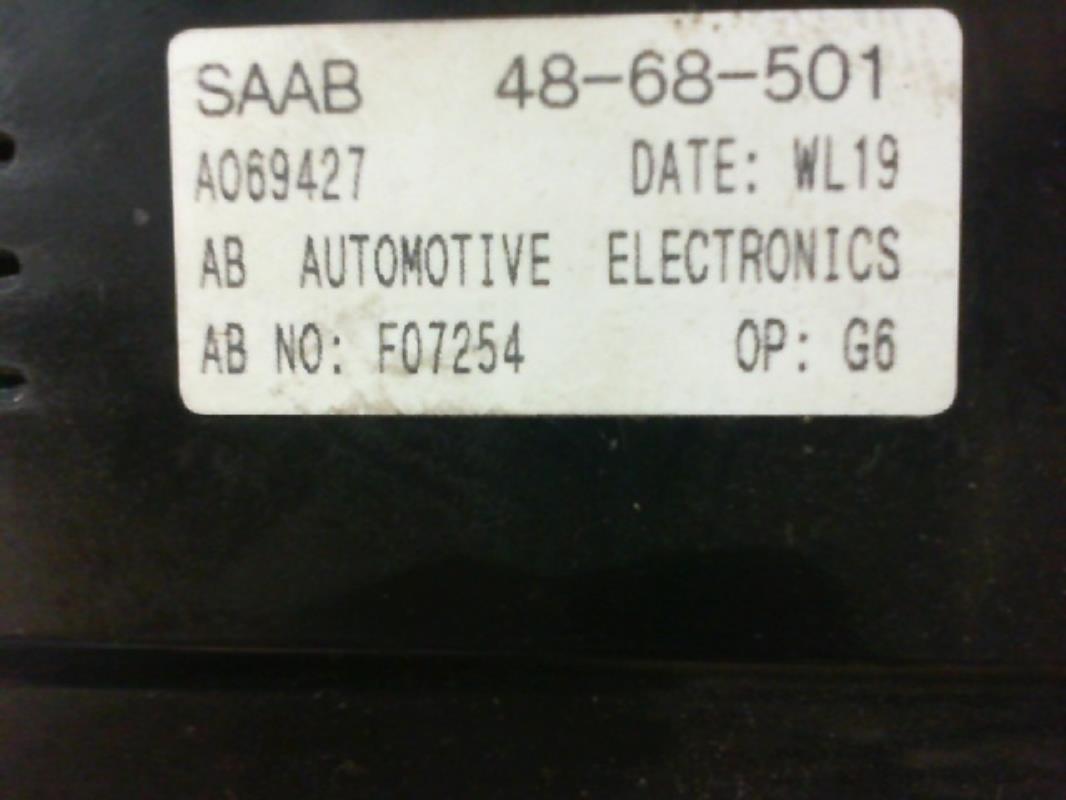 SAAB 48-68-501
A069427 DATE: WL19
AB AUTOMOTIVE ELECTRONICS
AB NO: F07254 OP: G6